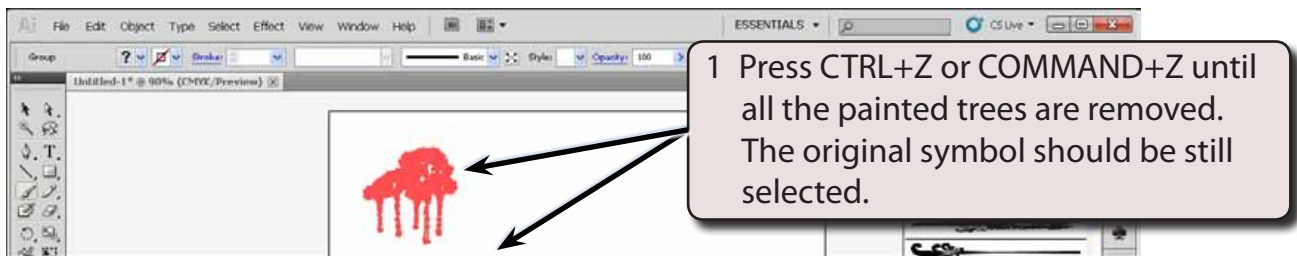 Ai File Edit Object Type Select Effect View Window Help Br ESSENTIALS CS Live
Group ? Stroke: Basic Style: Opacity: 100
Untitled-1* @ 90% (CMYK/Preview)
1 Press CTRL+Z or COMMAND+Z until
all the painted trees are removed.
The original symbol should be still
selected.